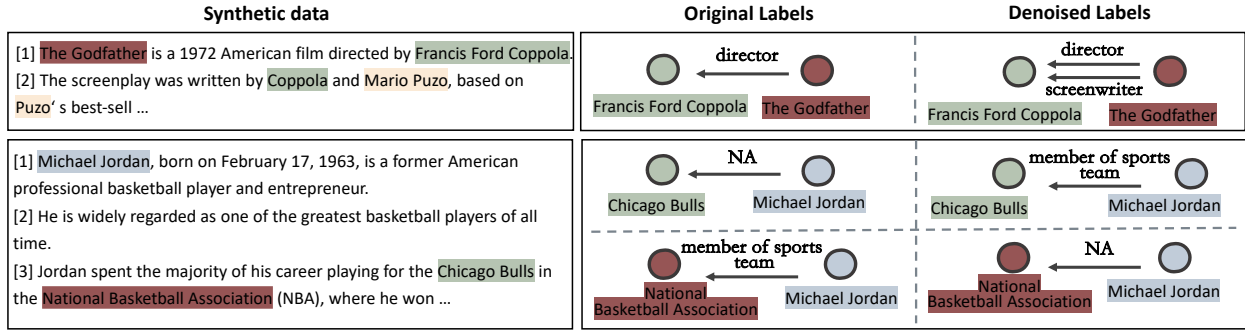 Synthetic data
Original Labels
Denoised Labels
[1] The Godfather is a 1972 American film directed by Francis Ford Coppola.
[2] The screenplay was written by Coppola and Mario Puzo, based on
Puzo‘ s best-sell ...
director
Francis Ford Coppola
The Godfather
director
screenwriter
Francis Ford Coppola
The Godfather
[1] Michael Jordan, born on February 17, 1963, is a former American
professional basketball player and entrepreneur.
[2] He is widely regarded as one of the greatest basketball players of all
time.
[3] Jordan spent the majority of his career playing for the Chicago Bulls in
the National Basketball Association (NBA), where he won ...
NA
Chicago Bulls
Michael Jordan
member of sports
team
Chicago Bulls
Michael Jordan
member of sports
team
National
Basketball Association
Michael Jordan
NA
National
Basketball Association
Michael Jordan